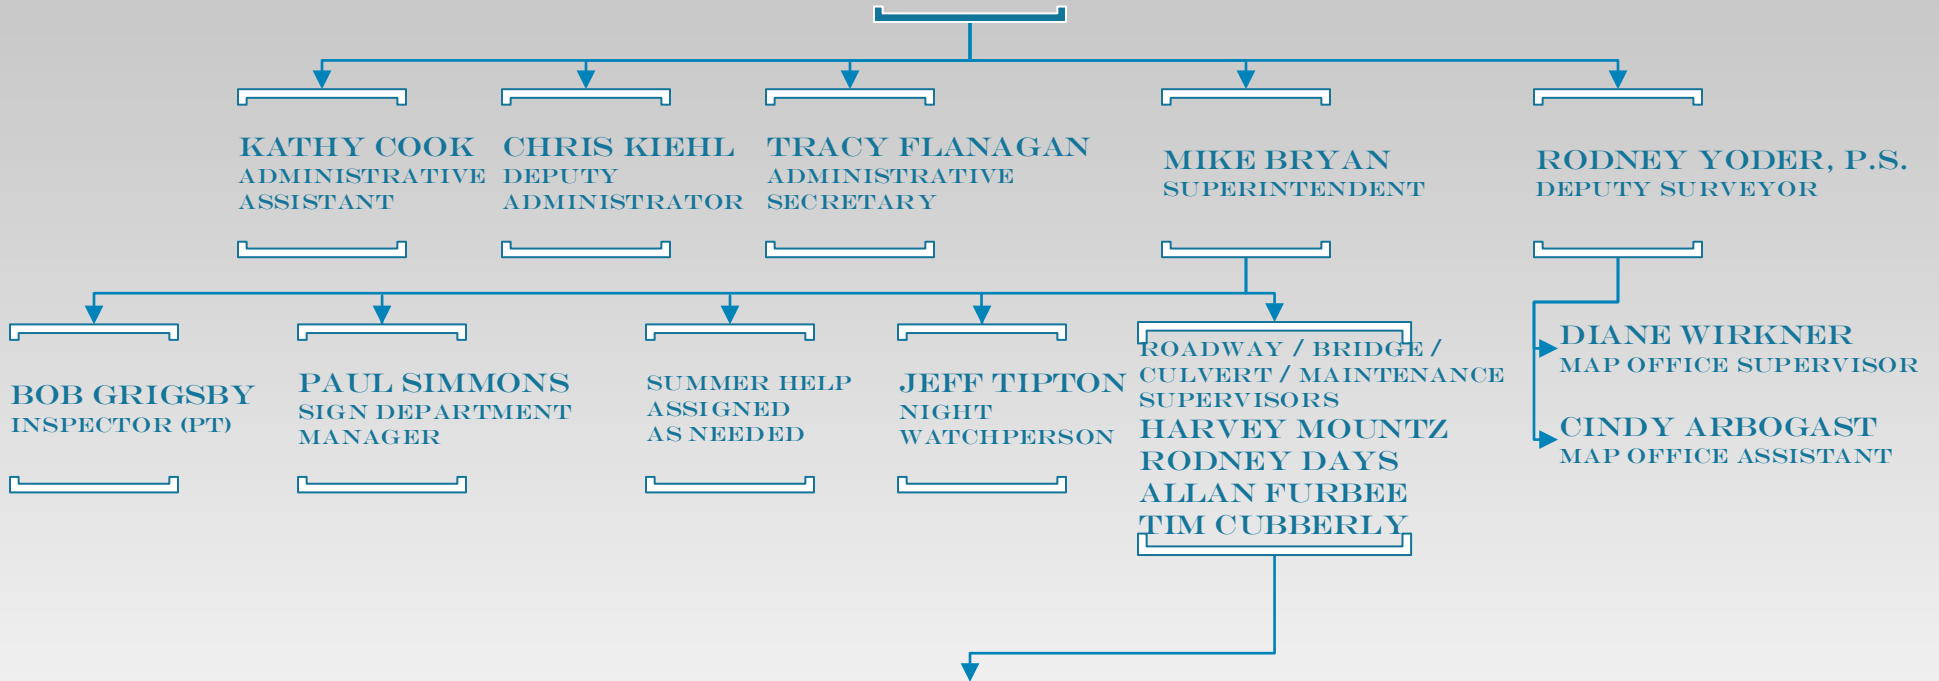 KATHY COOK
ADMINISTRATIVE
ASSISTANT
CHRIS KIEHL
DEPUTY
ADMINISTRATOR
TRACY FLANAGAN
ADMINISTRATIVE
SECRETARY
MIKE BRYAN
SUPERINTENDENT
RODNEY YODER, P.S.
DEPUTY SURVEYOR
BOB GRIGSBY
INSPECTOR (PT)
PAUL SIMMONS
SIGN DEPARTMENT
MANAGER
SUMMER HELP
ASSIGNED
AS NEEDED
JEFF TIPTON
NIGHT
WATCHPERSON
ROADWAY / BRIDGE /
CULVERT / MAINTENANCE
SUPERVISORS
HARVEY MOUNTZ
RODNEY DAYS
ALLAN FURBEE
TIM CUBBERLY
DIANE WIRKNER
MAP OFFICE SUPERVISOR
CINDY ARBOGAST
MAP OFFICE ASSISTANT